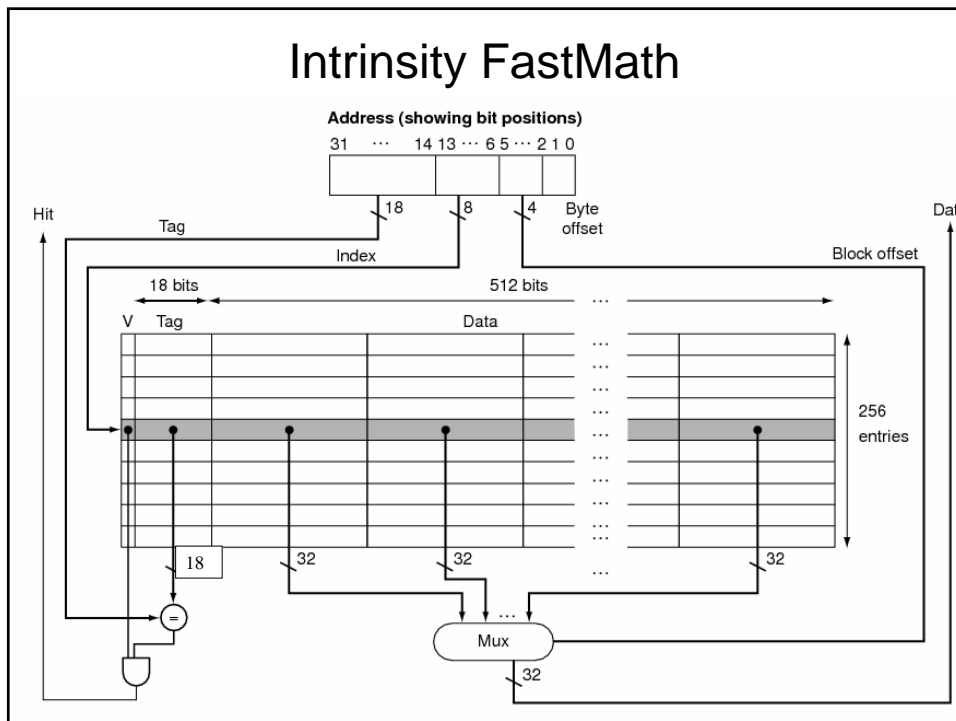 Intrinsity FastMath
Address (showing bit positions)
31 ... 14 13 ... 6 5 ... 2 1 0
18
8
4
Byte
offset
Hit
Dat
Tag
Index
Block offset
18 bits
512 bits
...
V
Tag
Data
...
...
...
...
...
...
...
...
...
...
256
entries
18
32
32
...
32
=
...
Mux
32